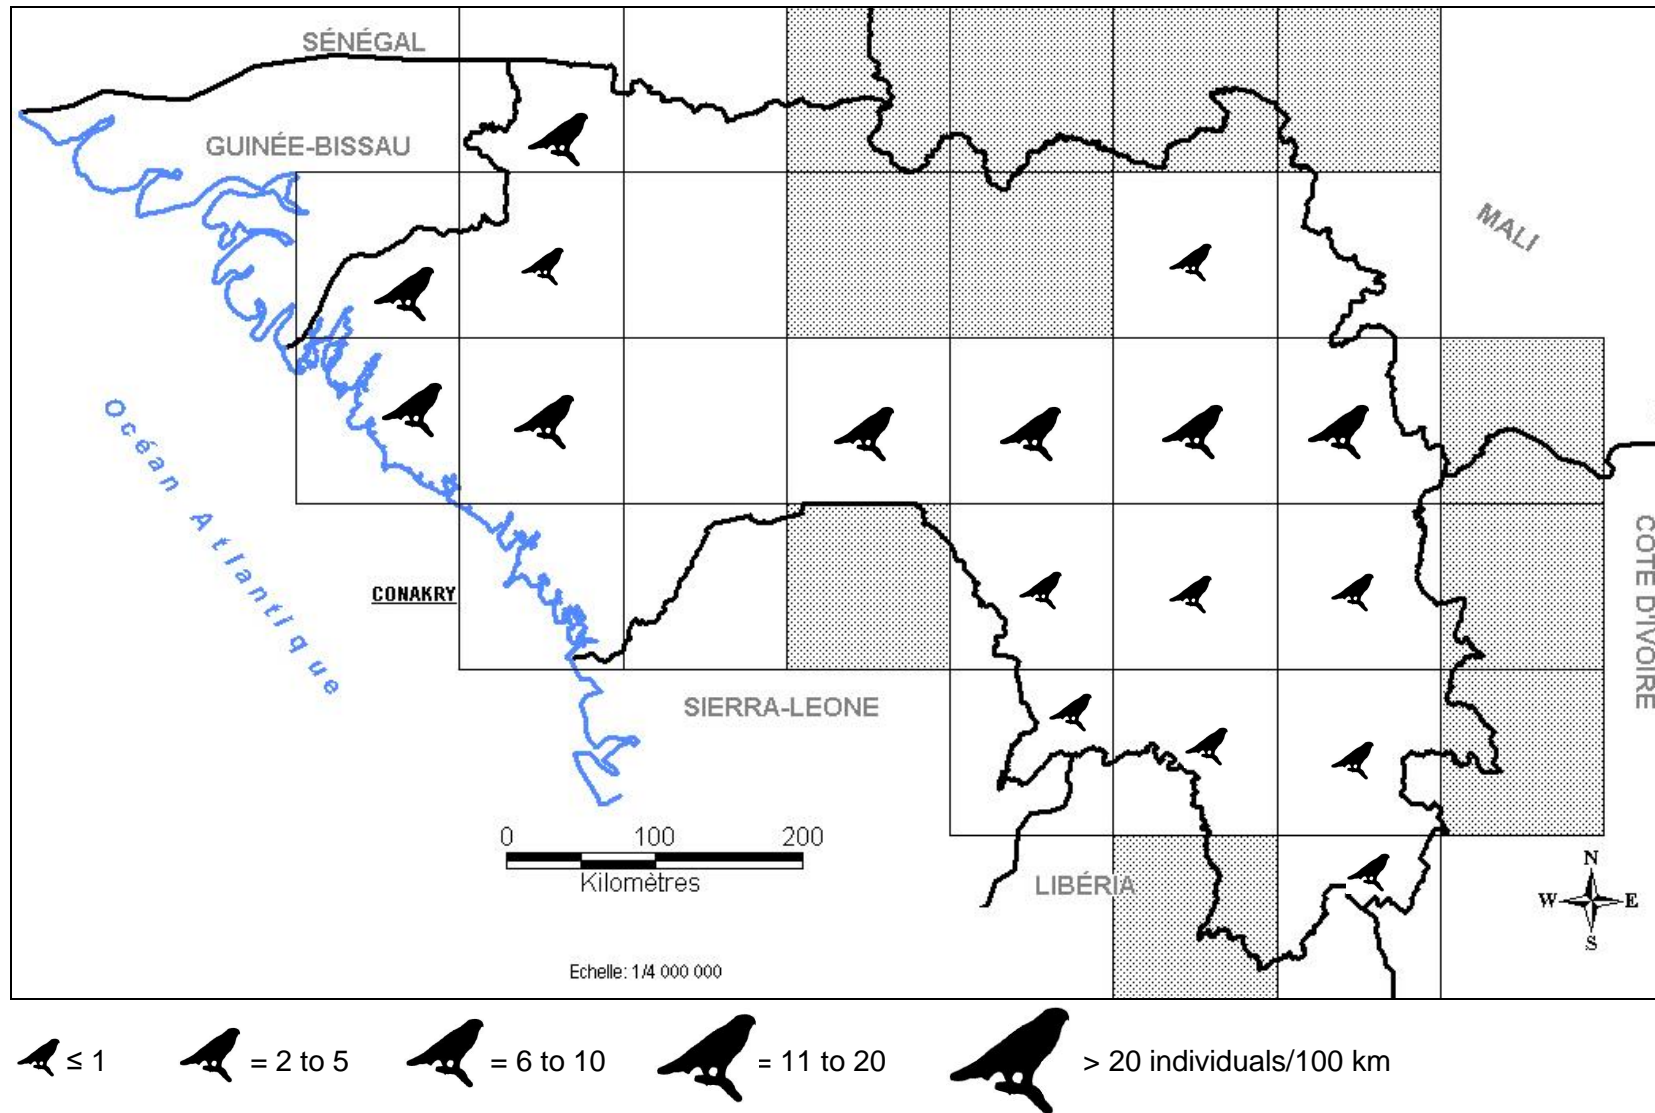 SÉNÉGAL
GUINÉE-BISSAU
MALI
Océan Atlantique
CONAKRY
COTE D'IVOIRE
SIERRA-LEONE
0 100 200
Kilomètres
LIBÉRIA
N
W E
S
Echelle: 1/4 000 000
≤ 1 = 2 to 5 = 6 to 10 = 11 to 20 > 20 individuals/100 km